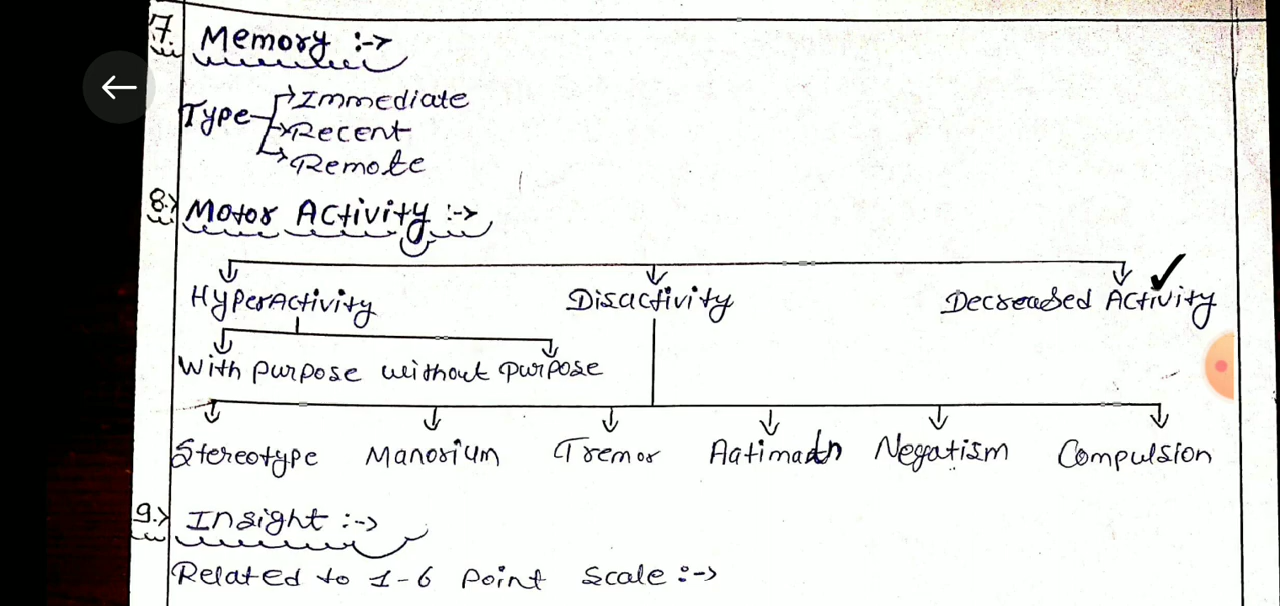 7. Memory :->
Type
Immediate
Recent
Remote
8.> Motor Activity :->
HyperActivity Disactivity Decreased Activity
With purpose without purpose
Stereotype Manorium Tremor Negatism Compulsion
9.> Insight :->
Related to 1-6 point scale :->